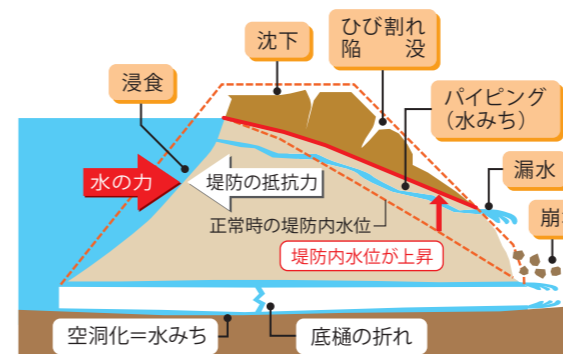 沈下
ひび割れ
陥没
浸食
パイピング
（水みち）
漏水
水の力
堤防の抵抗力
正常時の堤防内水位
堤防内水位が上昇
崩
空洞化＝水みち
底樋の折れ